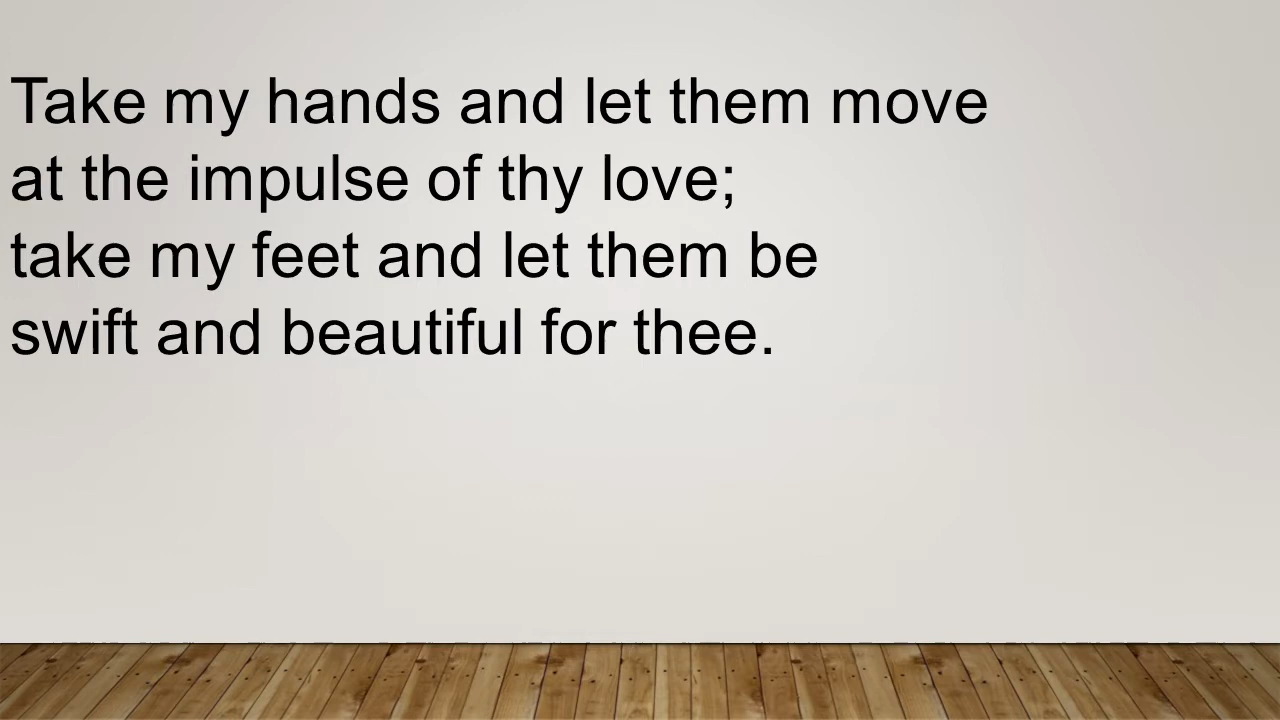 Take my hands and let them move
at the impulse of thy love;
take my feet and let them be
swift and beautiful for thee.